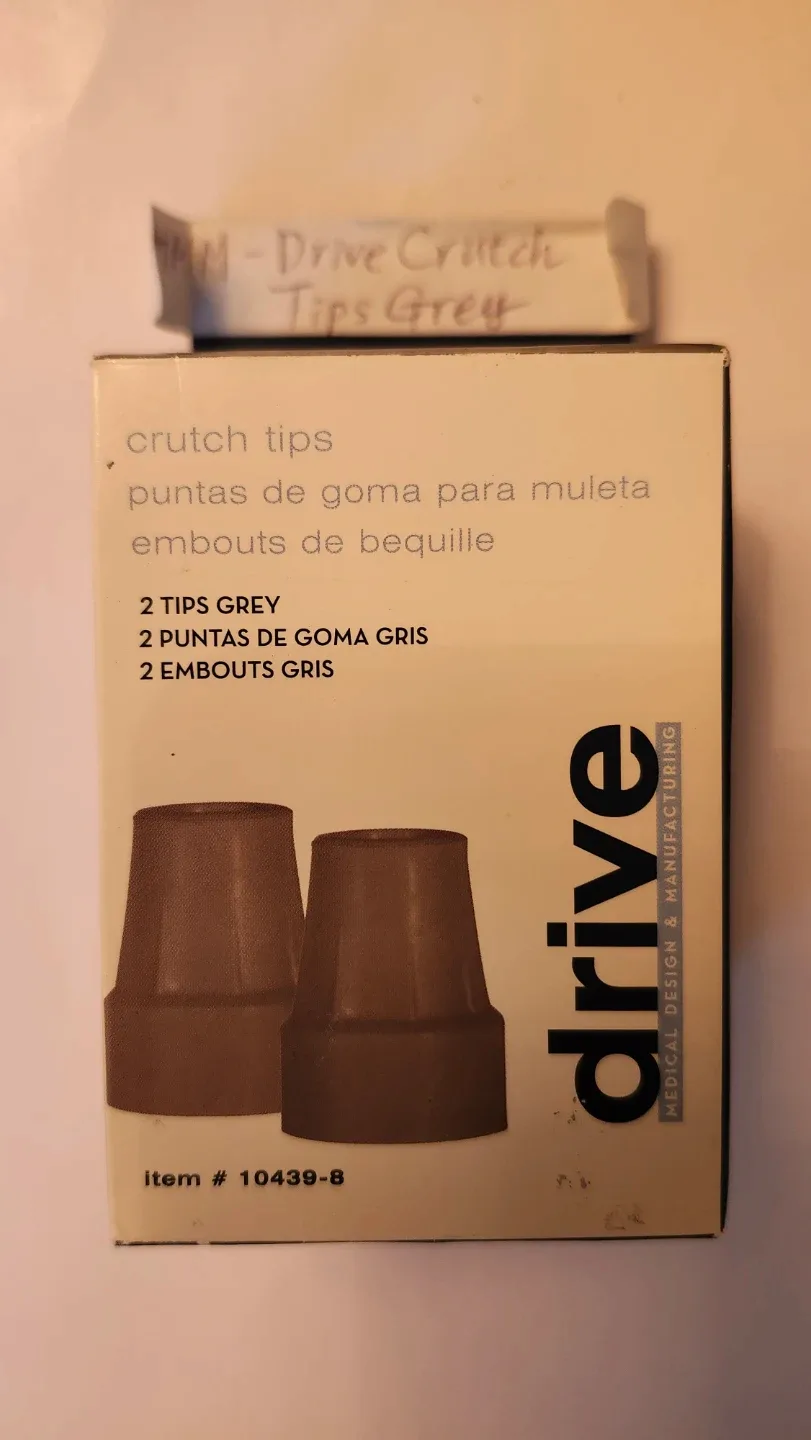 - Drive Crutch
Tips Grey
crutch tips
puntas de goma para muleta
embouts de bequille
2 TIPS GREY
2 PUNTAS DE GOMA GRIS
2 EMBOUTS GRIS
drive
MEDICAL DESIGN & MANUFACTURING
item # 10439-8